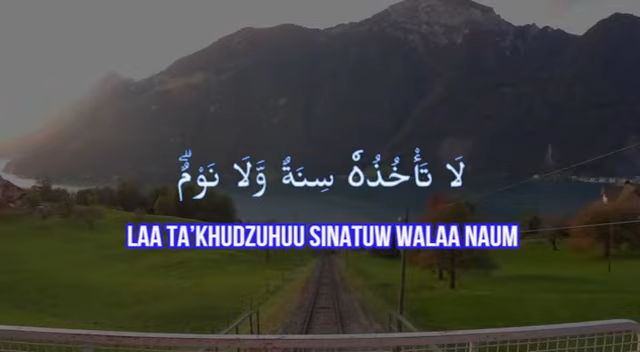 لَا تَأْخُذُهٗ سِنَةٌ وَّلَا نَوْمٌۗ
LAA TA’KHUDZUHUU SINATUW WALAA NAUM